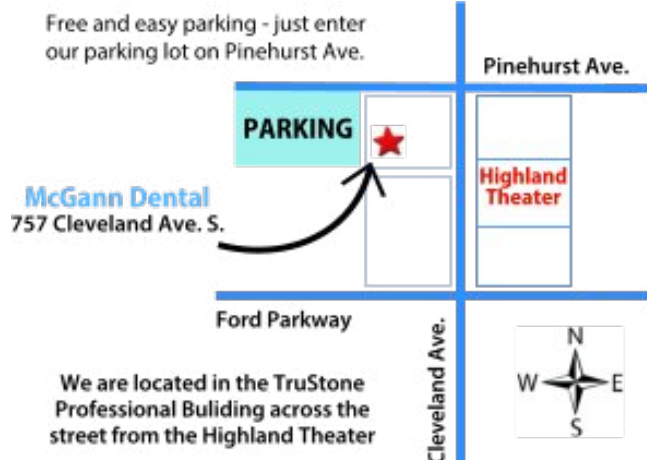 Free and easy parking - just enter
our parking lot on Pinehurst Ave.
Pinehurst Ave.
PARKING
Highland
Theater
McGann Dental
757 Cleveland Ave. S.
Ford Parkway
Cleveland Ave.
N
W
E
S
We are located in the TruStone
Professional Buliding across the
street from the Highland Theater